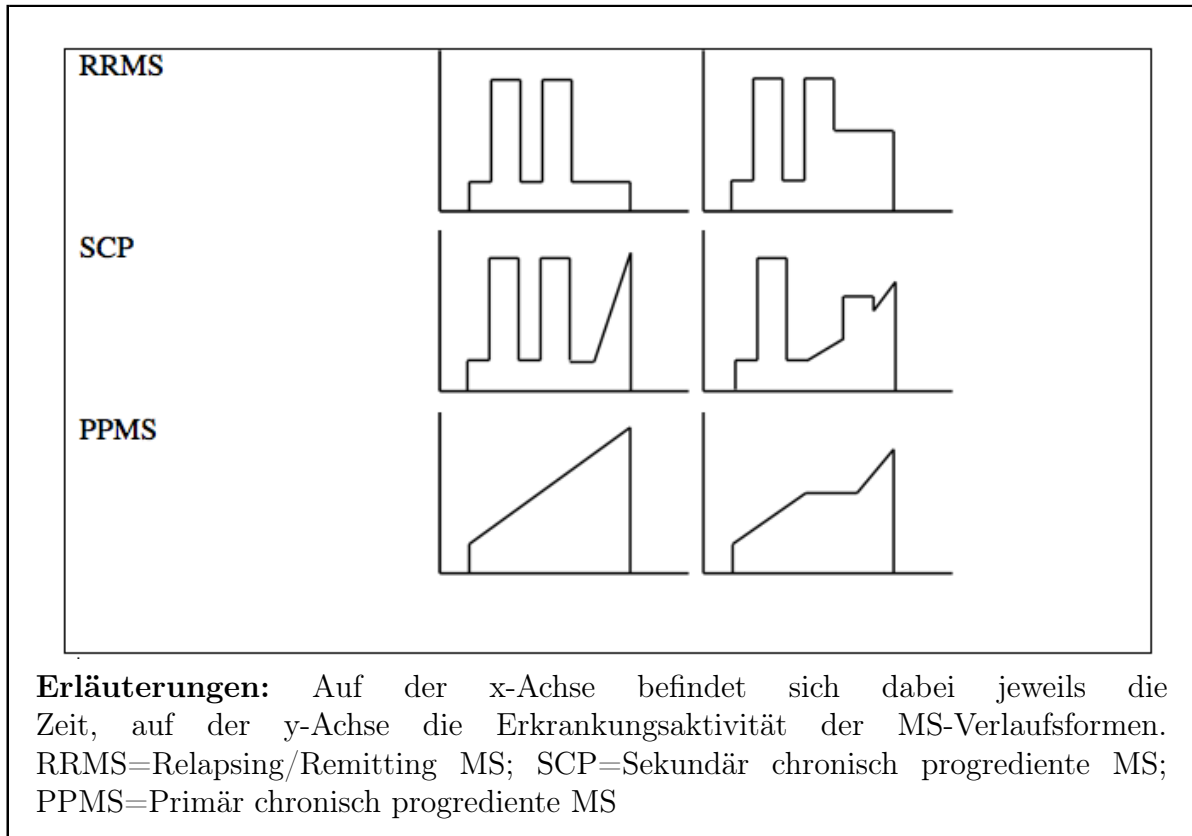 RRMS
SCP
PPMS
Erläuterungen: Auf der x-Achse befindet sich dabei jeweils die
Zeit, auf der y-Achse die Erkrankungsaktivität der MS-Verlaufsformen.
RRMS=Relapsing/Remitting MS; SCP=Sekundär chronisch progrediente MS;
PPMS=Primär chronisch progrediente MS